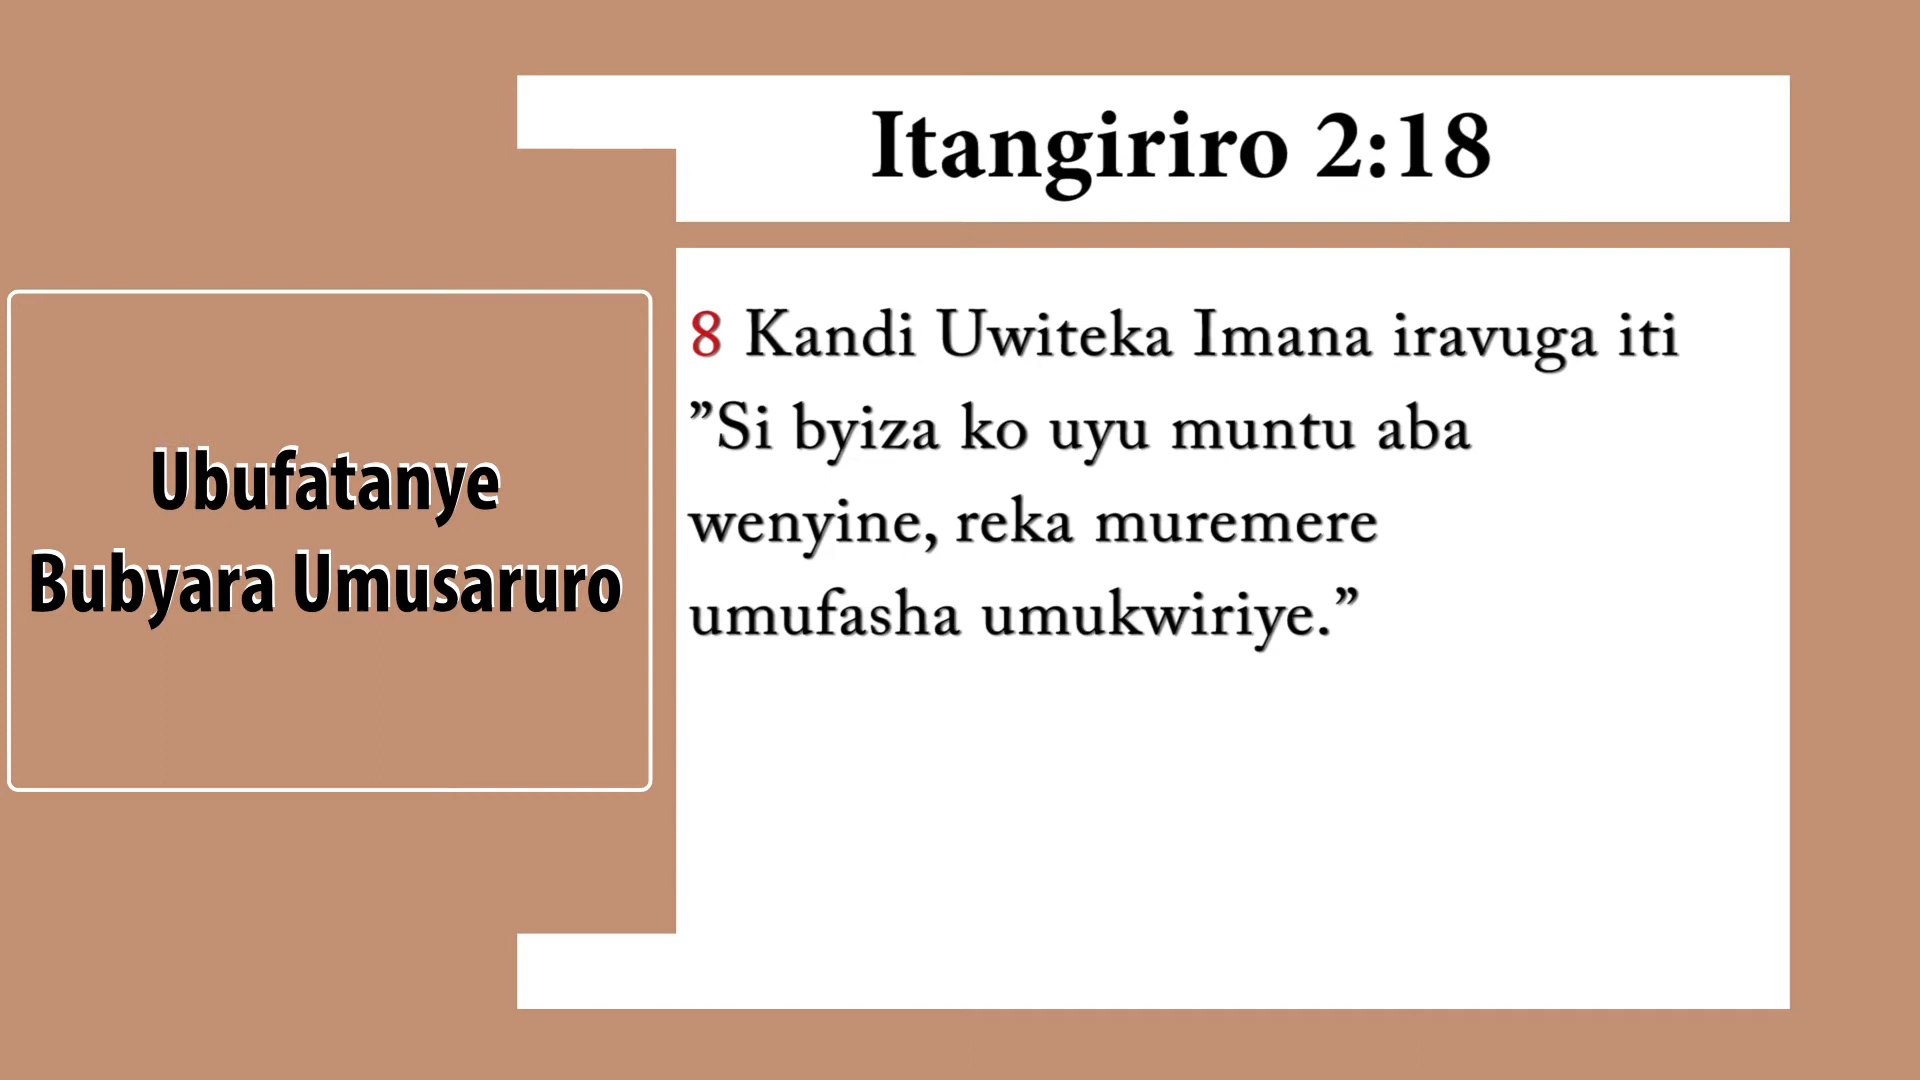 Itangiriro 2:18
Ubufatanye
Bubyara Umusaruro
8 Kandi Uwiteka Imana iravuga iti
”Si byiza ko uyu muntu aba
wenyine, reka muremere
umufasha umukwiriye.”